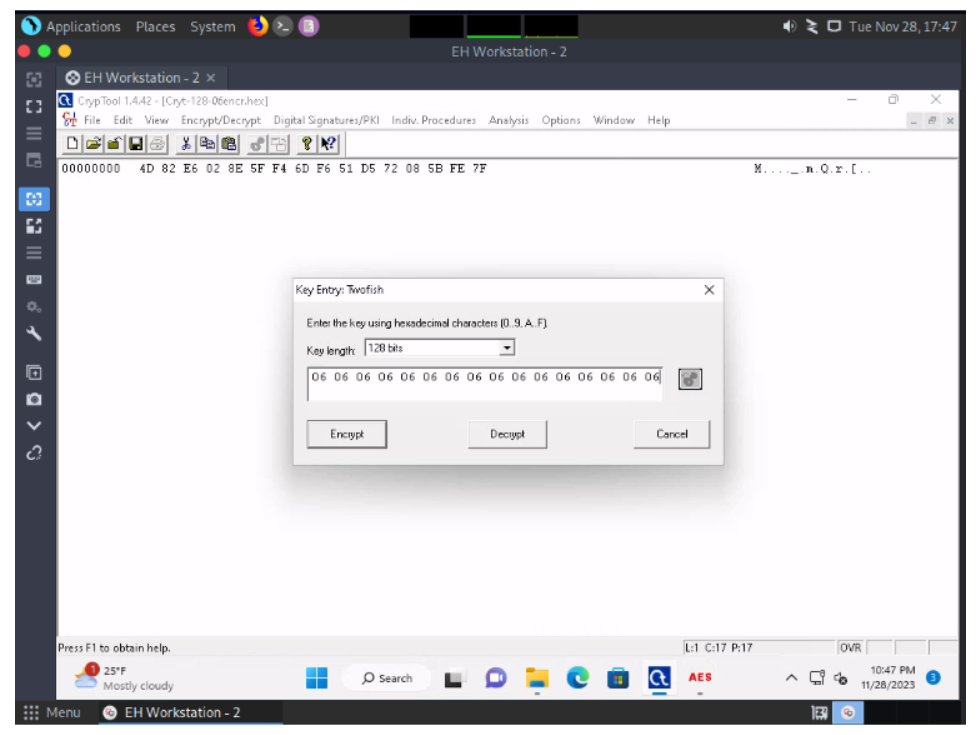 Applications Places System Tue Nov 28, 17:47
EH Workstation - 2
EH Workstation - 2 ×
CrypTool 1.4.42 - [Cryt-128-06encr.hex]
File Edit View Encrypt/Decrypt Digital Signatures/PKI Indiv. Procedures Analysis Options Window Help
00000000 4D 82 E6 02 8E 5F F4 6D F6 51 D5 72 08 5B FE 7F M...._.m.Q.r.[..
Key Entry: Twofish
Enter the key using hexadecimal characters (0..9, A..F).
Key length: 128 bits
06 06 06 06 06 06 06 06 06 06 06 06 06 06 06 06
Encrypt Decrypt Cancel
Press F1 to obtain help. L:1 C:17 P:17 OVR
1
25°F
Mostly cloudy
Search
AES
10:47 PM
11/28/2023
3
Menu EH Workstation - 2